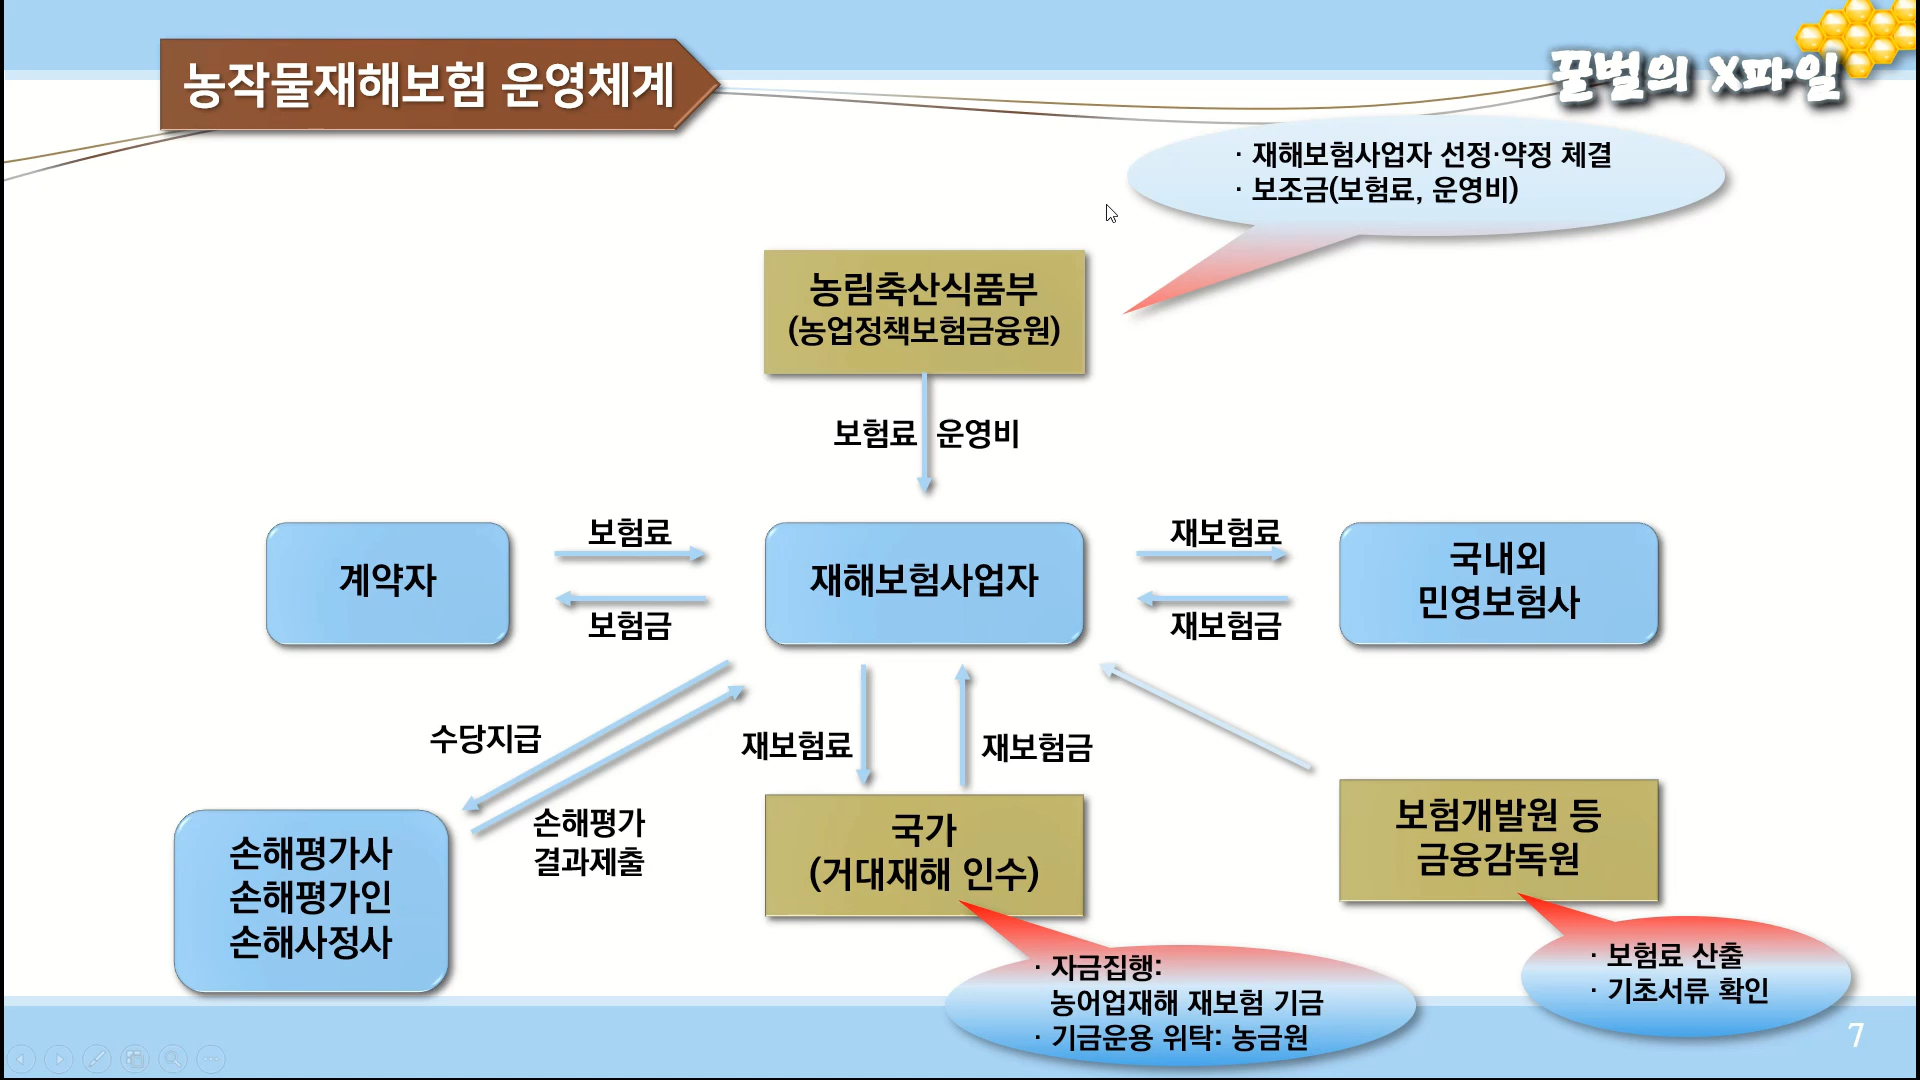 농작물재해보험 운영체계
꿀벌의 X파일
· 재해보험사업자 선정·약정 체결
· 보조금(보험료, 운영비)
농림축산식품부
(농업정책보험금융원)
보험료 운영비
계약자
보험료
보험금
재해보험사업자
재보험료
재보험금
국내외
민영보험사
수당지급
손해평가
결과제출
재보험료
재보험금
손해평가사
손해평가인
손해사정사
국가
(거대재해 인수)
보험개발원 등
금융감독원
· 자금집행:
농어업재해 재보험 기금
· 기금운용 위탁: 농금원
· 보험료 산출
· 기초서류 확인
7